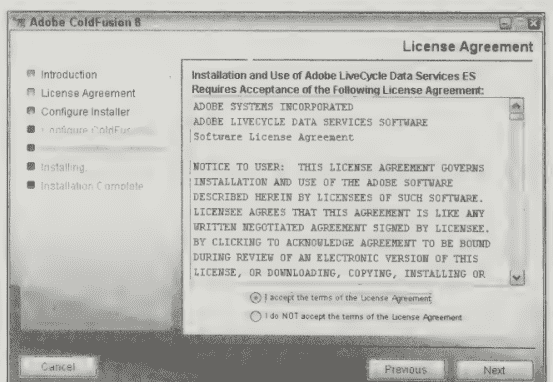 Adobe ColdFusion 8
License Agreement
Introduction
License Agreement
Configure Installer
Configure ColdFus
Installing
Installation Complete
Installation and Use of Adobe LiveCycle Data Services ES
Requires Acceptance of the Following License Agreement:
ADOBE SYSTEMS INCORPORATED
ADOBE LIVECYCLE DATA SERVICES SOFTWARE
Software License Agreement
NOTICE TO USER: THIS LICENSE AGREEMENT GOVERNS
INSTALLATION AND USE OF THE ADOBE SOFTWARE
DESCRIBED HEREIN BY LICENSEES OF SUCH SOFTWARE.
LICENSEE AGREES THAT THIS AGREEMENT IS LIKE ANY
WRITTEN NEGOTIATED AGREEMENT SIGNED BY LICENSEE.
BY CLICKING TO ACKNOWLEDGE AGREEMENT TO BE BOUND
DURING REVIEW OF AN ELECTRONIC VERSION OF THIS
LICENSE, OR DOWNLOADING, COPYING, INSTALLING OR
I accept the terms of the License Agreement
I do NOT accept the terms of the License Agreement
Cancel
Previous
Next